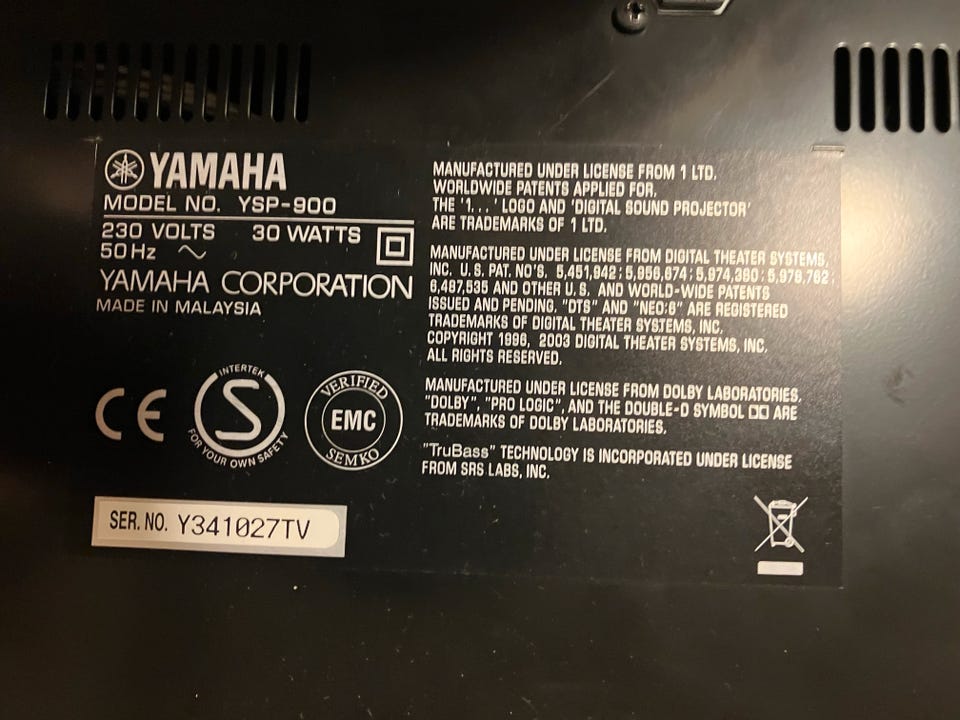 YAMAHA
MODEL NO. YSP-900
230 VOLTS 30 WATTS
50Hz ~
YAMAHA CORPORATION
MADE IN MALAYSIA
CE
INTERTEK
S
FOR YOUR OWN SAFETY
VERIFIED
EMC
SEMKO
SER. NO. Y341027TV
MANUFACTURED UNDER LICENSE FROM 1 LTD.
WORLDWIDE PATENTS APPLIED FOR.
THE '1...' LOGO AND 'DIGITAL SOUND PROJECTOR'
ARE TRADEMARKS OF 1 LTD.
MANUFACTURED UNDER LICENSE FROM DIGITAL THEATER SYSTEMS,
INC. U.S. PAT. NO'S. 5,451,942; 5,956,674; 5,974,380; 5,978,762;
6,487,535 AND OTHER U.S. AND WORLD-WIDE PATENTS
ISSUED AND PENDING. "DTS" AND "NEO:6" ARE REGISTERED
TRADEMARKS OF DIGITAL THEATER SYSTEMS, INC.
COPYRIGHT 1996, 2003 DIGITAL THEATER SYSTEMS, INC.
ALL RIGHTS RESERVED.
MANUFACTURED UNDER LICENSE FROM DOLBY LABORATORIES.
"DOLBY", "PRO LOGIC", AND THE DOUBLE-D SYMBOL ARE
TRADEMARKS OF DOLBY LABORATORIES.
"TruBass" TECHNOLOGY IS INCORPORATED UNDER LICENSE
FROM SRS LABS, INC.